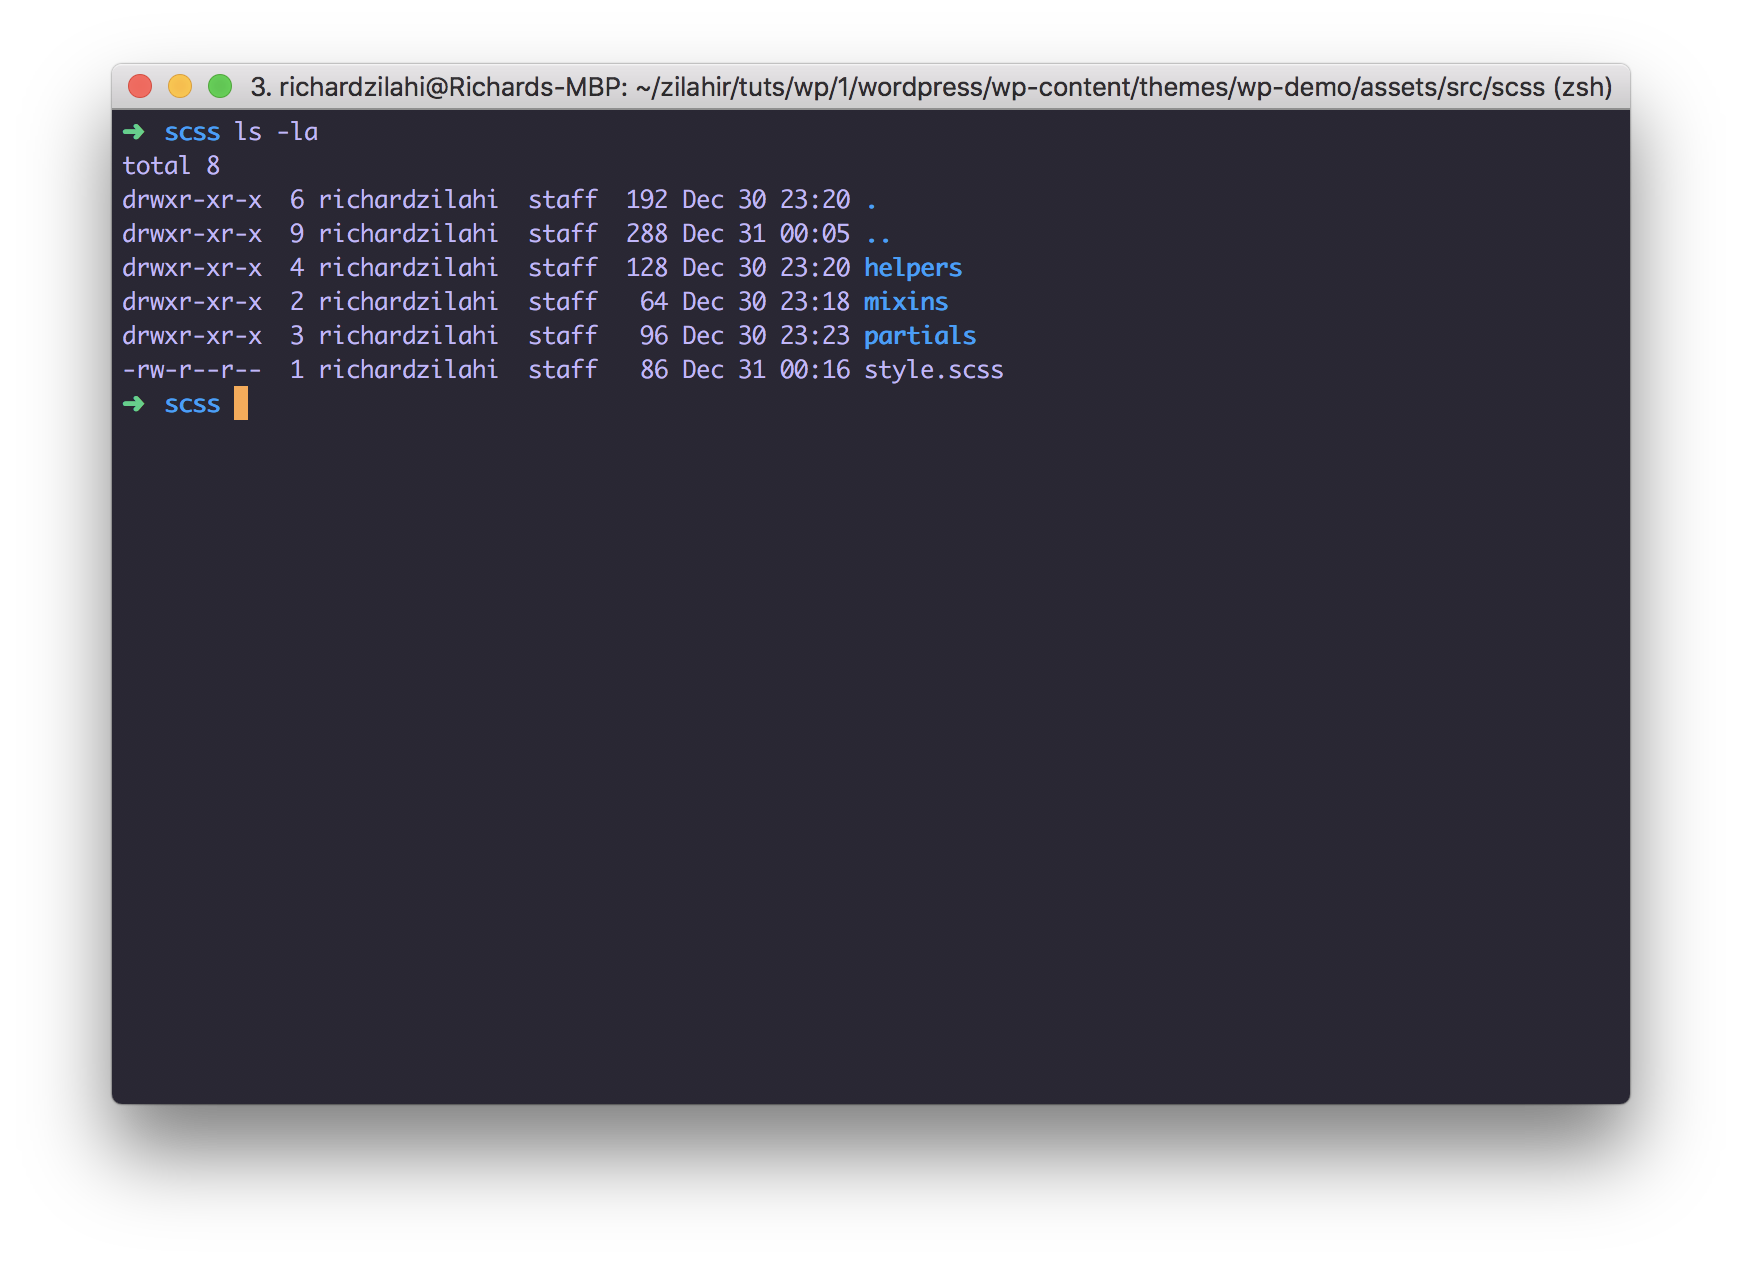 3. richardzilahi@Richards-MBP: ~/zilahir/tuts/wp/1/wordpress/wp-content/themes/wp-demo/assets/src/scss (zsh)
➜  scss ls -la
total 8
drwxr-xr-x  6 richardzilahi  staff  192 Dec 30 23:20 .
drwxr-xr-x  9 richardzilahi  staff  288 Dec 31 00:05 ..
drwxr-xr-x  4 richardzilahi  staff  128 Dec 30 23:20 helpers
drwxr-xr-x  2 richardzilahi  staff   64 Dec 30 23:18 mixins
drwxr-xr-x  3 richardzilahi  staff   96 Dec 30 23:23 partials
-rw-r--r--  1 richardzilahi  staff   86 Dec 31 00:16 style.scss
➜  scss